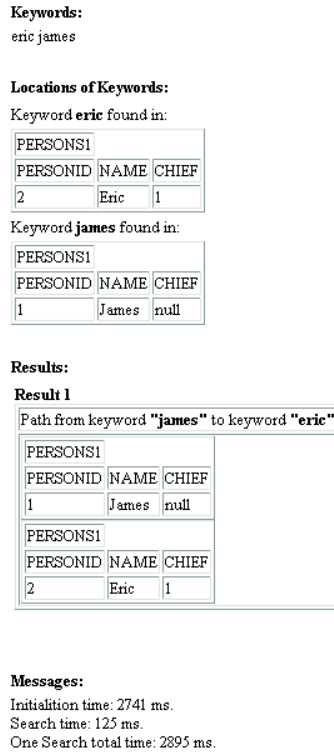 Keywords:
eric james
Locations of Keywords:
Keyword eric found in:
PERSONS1
PERSONID NAME CHIEF
2 Eric 1
Keyword james found in:
PERSONS1
PERSONID NAME CHIEF
1 James null
Results:
Result 1
Path from keyword "james" to keyword "eric"
PERSONS1
PERSONID NAME CHIEF
1 James null
PERSONS1
PERSONID NAME CHIEF
2 Eric 1
Messages:
Initialition time: 2741 ms.
Search time: 125 ms.
One Search total time: 2895 ms.